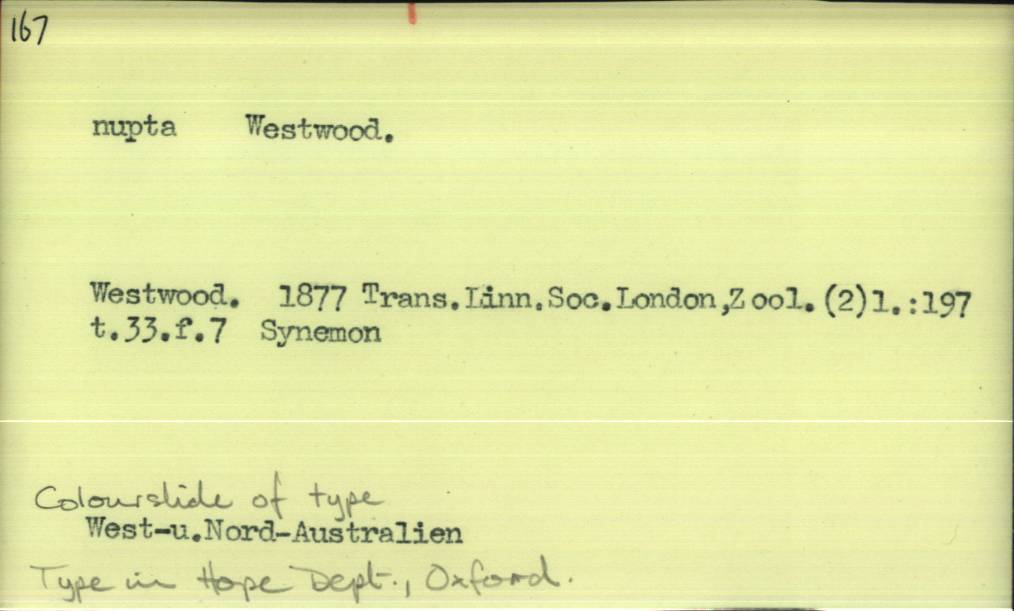 167
nupta Westwood.
Westwood. 1877 Trans.Linn.Soc.London,Zool.(2)1.:197
t.33.f.7 Synemon
Colourslide of type
West-u.Nord-Australien
Type in Hope Dept., Oxford.